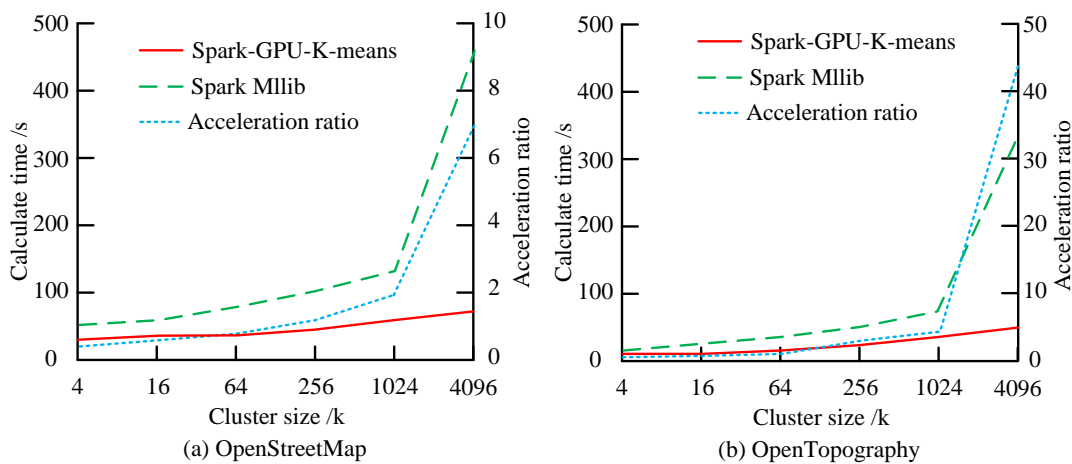 500
400
300
200
100
0
Calculate time /s
10
8
6
4
2
0
Acceleration ratio
Spark-GPU-K-means
Spark Mllib
Acceleration ratio
4 16 64 256 1024 4096
Cluster size /k
(a) OpenStreetMap
500
400
300
200
100
0
Calculate time /s
50
40
30
20
10
0
Acceleration ratio
Spark-GPU-K-means
Spark Mllib
Acceleration ratio
4 16 64 256 1024 4096
Cluster size /k
(b) OpenTopography